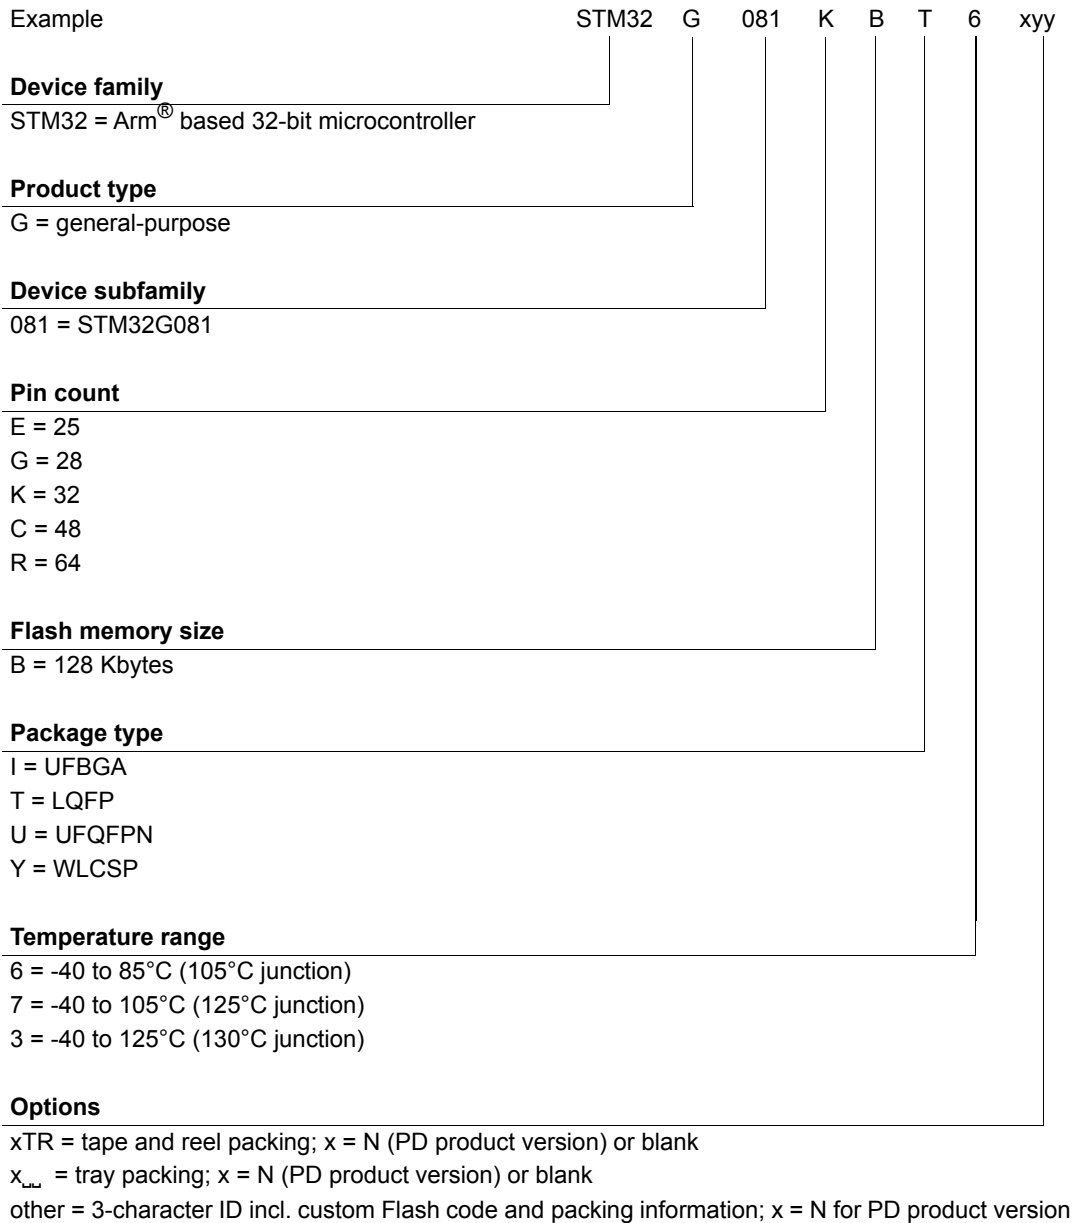 Example STM32 G 081 K B T 6 xyy
Device family
STM32 = Arm® based 32-bit microcontroller
Product type
G = general-purpose
Device subfamily
081 = STM32G081
Pin count
E = 25
G = 28
K = 32
C = 48
R = 64
Flash memory size
B = 128 Kbytes
Package type
I = UFBGA
T = LQFP
U = UFQFPN
Y = WLCSP
Temperature range
6 = -40 to 85°C (105°C junction)
7 = -40 to 105°C (125°C junction)
3 = -40 to 125°C (130°C junction)
Options
xTR = tape and reel packing; x = N (PD product version) or blank
x␣␣ = tray packing; x = N (PD product version) or blank
other = 3-character ID incl. custom Flash code and packing information; x = N for PD product version